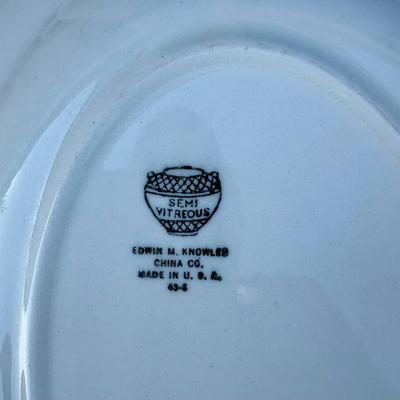 SEMI
VITREOUS
EDWIN M. KNOWLES
CHINA CO.
MADE IN U. S. A.